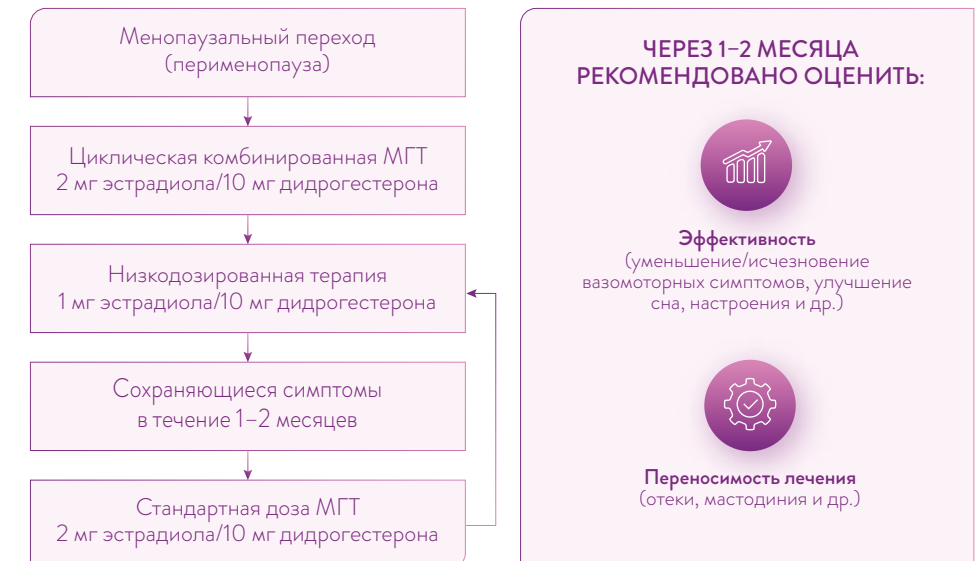 Менопаузальный переход
(перименопауза)
Циклическая комбинированная МГТ
2 мг эстрадиола/10 мг дидрогестерона
Низкодозированная терапия
1 мг эстрадиола/10 мг дидрогестерона
Сохраняющиеся симптомы
в течение 1–2 месяцев
Стандартная доза МГТ
2 мг эстрадиола/10 мг дидрогестерона
ЧЕРЕЗ 1–2 МЕСЯЦА
РЕКОМЕНДОВАНО ОЦЕНИТЬ:
Эффективность
(уменьшение/исчезновение
вазомоторных симптомов, улучшение
сна, настроения и др.)
Переносимость лечения
(отеки, мастодиния и др.)